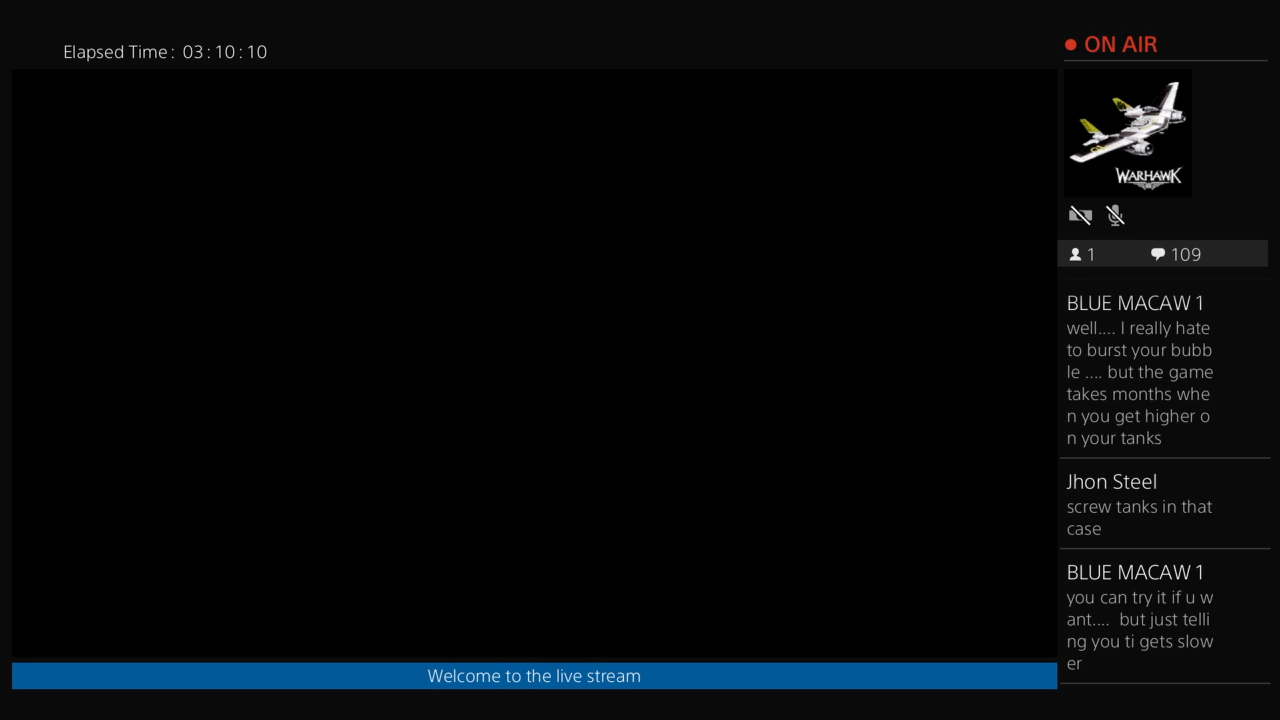 Elapsed Time: 03:10:10
ON AIR
WARHAWK
1 109
BLUE MACAW 1
well.... I really hate
to burst your bubb
le .... but the game
takes months whe
n you get higher o
n your tanks
Jhon Steel
screw tanks in that
case
BLUE MACAW 1
you can try it if u w
ant....  but just telli
ng you ti gets slow
er
Welcome to the live stream